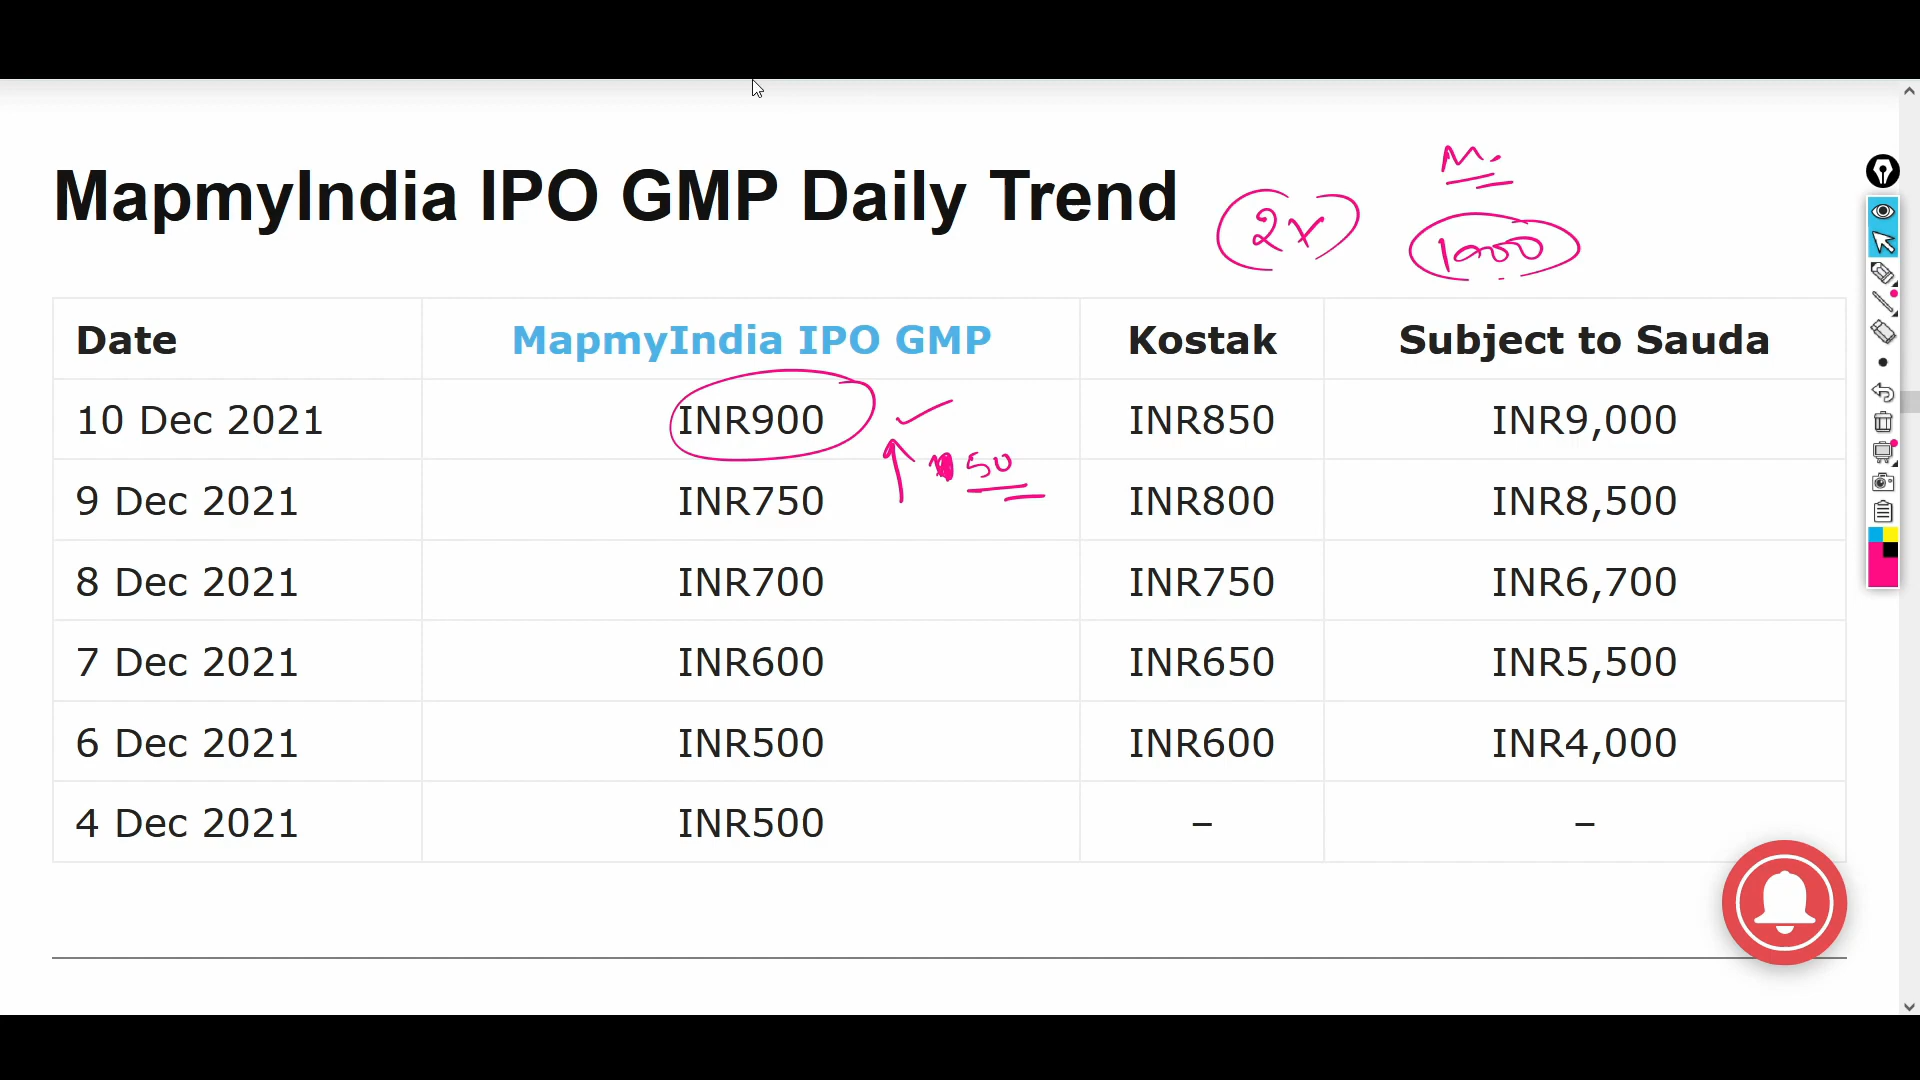 MapmyIndia IPO GMP Daily Trend
2x
M.
1000
Date MapmyIndia IPO GMP Kostak Subject to Sauda
10 Dec 2021 INR900 INR850 INR9,000
50
9 Dec 2021 INR750 INR800 INR8,500
8 Dec 2021 INR700 INR750 INR6,700
7 Dec 2021 INR600 INR650 INR5,500
6 Dec 2021 INR500 INR600 INR4,000
4 Dec 2021 INR500 – –